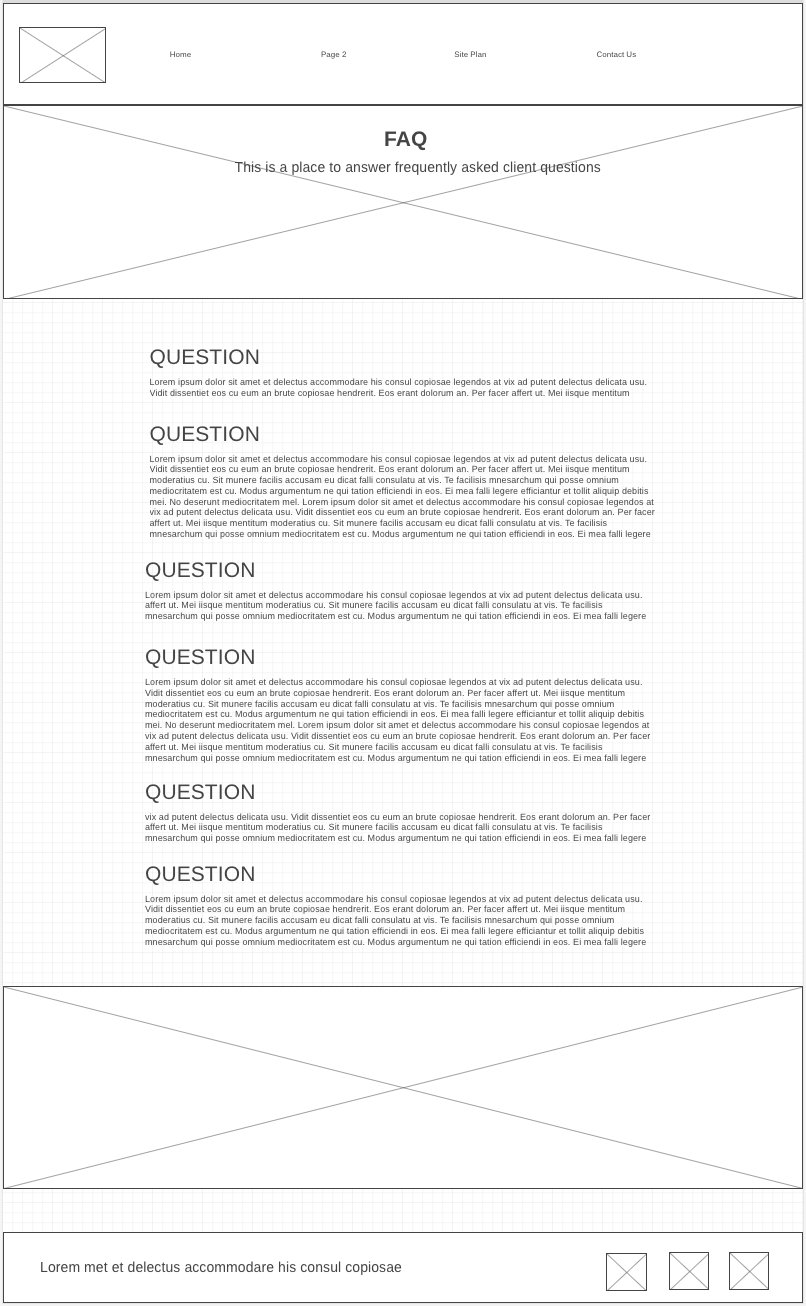 Home Page 2 Site Plan Contact Us
FAQ
This is a place to answer frequently asked client questions
QUESTION
Lorem ipsum dolor sit amet et delectus accommodare his consul copiosae legendos at vix ad putent delectus delicata usu.
Vidit dissentiet eos cu eum an brute copiosae hendrerit. Eos erant dolorum an. Per facer affert ut. Mei iisque mentitum
QUESTION
Lorem ipsum dolor sit amet et delectus accommodare his consul copiosae legendos at vix ad putent delectus delicata usu.
Vidit dissentiet eos cu eum an brute copiosae hendrerit. Eos erant dolorum an. Per facer affert ut. Mei iisque mentitum
moderatius cu. Sit munere facilis accusam eu dicat falli consulatu at vis. Te facilisis mnesarchum qui posse omnium
mediocritatem est cu. Modus argumentum ne qui tation efficiendi in eos. Ei mea falli legere efficiantur et tollit aliquip debitis
mei. No deserunt mediocritatem mel. Lorem ipsum dolor sit amet et delectus accommodare his consul copiosae legendos at
vix ad putent delectus delicata usu. Vidit dissentiet eos cu eum an brute copiosae hendrerit. Eos erant dolorum an. Per facer
affert ut. Mei iisque mentitum moderatius cu. Sit munere facilis accusam eu dicat falli consulatu at vis. Te facilisis
mnesarchum qui posse omnium mediocritatem est cu. Modus argumentum ne qui tation efficiendi in eos. Ei mea falli legere
QUESTION
Lorem ipsum dolor sit amet et delectus accommodare his consul copiosae legendos at vix ad putent delectus delicata usu.
affert ut. Mei iisque mentitum moderatius cu. Sit munere facilis accusam eu dicat falli consulatu at vis. Te facilisis
mnesarchum qui posse omnium mediocritatem est cu. Modus argumentum ne qui tation efficiendi in eos. Ei mea falli legere
QUESTION
Lorem ipsum dolor sit amet et delectus accommodare his consul copiosae legendos at vix ad putent delectus delicata usu.
Vidit dissentiet eos cu eum an brute copiosae hendrerit. Eos erant dolorum an. Per facer affert ut. Mei iisque mentitum
moderatius cu. Sit munere facilis accusam eu dicat falli consulatu at vis. Te facilisis mnesarchum qui posse omnium
mediocritatem est cu. Modus argumentum ne qui tation efficiendi in eos. Ei mea falli legere efficiantur et tollit aliquip debitis
mei. No deserunt mediocritatem mel. Lorem ipsum dolor sit amet et delectus accommodare his consul copiosae legendos at
vix ad putent delectus delicata usu. Vidit dissentiet eos cu eum an brute copiosae hendrerit. Eos erant dolorum an. Per facer
affert ut. Mei iisque mentitum moderatius cu. Sit munere facilis accusam eu dicat falli consulatu at vis. Te facilisis
mnesarchum qui posse omnium mediocritatem est cu. Modus argumentum ne qui tation efficiendi in eos. Ei mea falli legere
QUESTION
vix ad putent delectus delicata usu. Vidit dissentiet eos cu eum an brute copiosae hendrerit. Eos erant dolorum an. Per facer
affert ut. Mei iisque mentitum moderatius cu. Sit munere facilis accusam eu dicat falli consulatu at vis. Te facilisis
mnesarchum qui posse omnium mediocritatem est cu. Modus argumentum ne qui tation efficiendi in eos. Ei mea falli legere
QUESTION
Lorem ipsum dolor sit amet et delectus accommodare his consul copiosae legendos at vix ad putent delectus delicata usu.
Vidit dissentiet eos cu eum an brute copiosae hendrerit. Eos erant dolorum an. Per facer affert ut. Mei iisque mentitum
moderatius cu. Sit munere facilis accusam eu dicat falli consulatu at vis. Te facilisis mnesarchum qui posse omnium
mediocritatem est cu. Modus argumentum ne qui tation efficiendi in eos. Ei mea falli legere efficiantur et tollit aliquip debitis
mnesarchum qui posse omnium mediocritatem est cu. Modus argumentum ne qui tation efficiendi in eos. Ei mea falli legere
Lorem met et delectus accommodare his consul copiosae